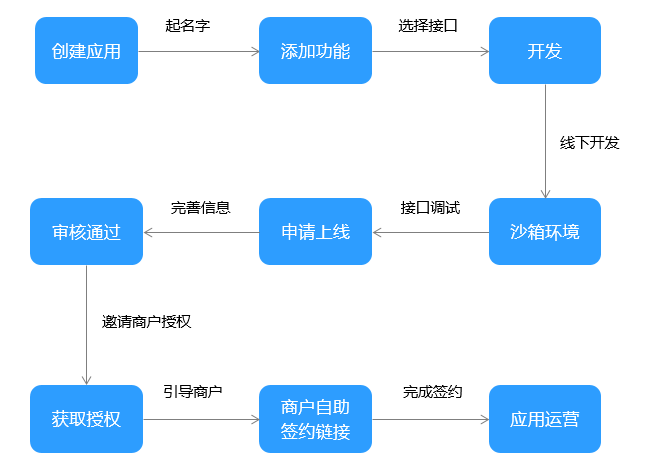 起名字
选择接口
创建应用
添加功能
开发
线下开发
完善信息
接口调试
审核通过
申请上线
沙箱环境
邀请商户授权
引导商户
完成签约
获取授权
商户自助
签约链接
应用运营